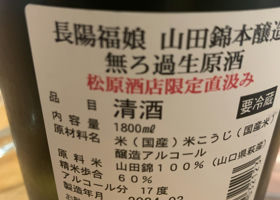 長陽福娘 山田錦本醸造
無ろ過生原酒
松原酒店限定直汲み
要冷蔵
品目 清酒
内容量 1800㎖
原材料名 米(国産)米こうじ(国産米)
醸造アルコール
原料米 山田錦100%(山口県萩産)
精米歩合 60%
アルコール分 17度
製造年月